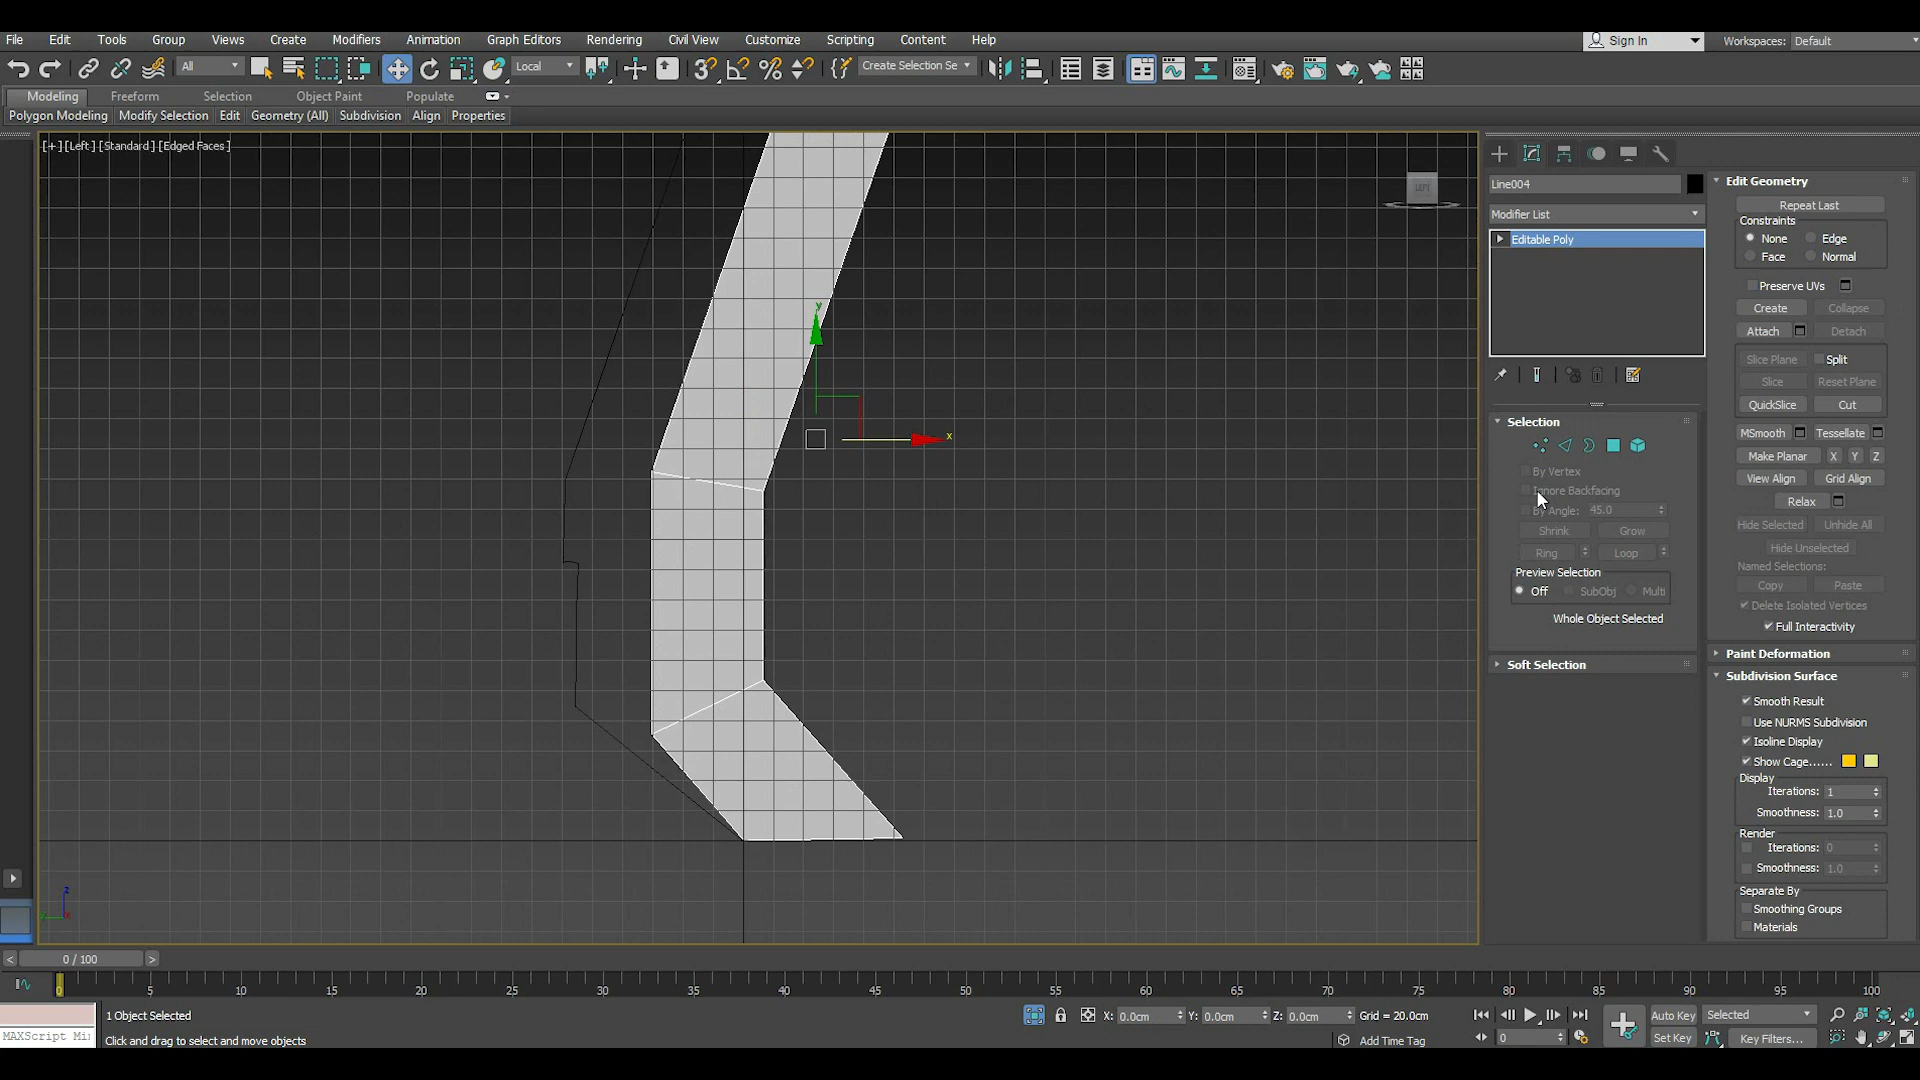 File Edit Tools Group Views Create Modifiers Animation Graph Editors Rendering Civil View Customize Scripting Content Help Sign In Workspaces: Default
All Local Create Selection Se
Modeling Freeform Selection Object Paint Populate
Polygon Modeling Modify Selection Edit Geometry (All) Subdivision Align Properties
[+] [Left] [Standard] [Edged Faces]
LEFT
y
x
z
Line004
Modifier List
Editable Poly
Selection
By Vertex
Ignore Backfacing
By Angle: 45.0
Shrink Grow
Ring Loop
Preview Selection
Off SubObj Multi
Whole Object Selected
Soft Selection
Edit Geometry
Repeat Last
Constraints
None Edge
Face Normal
Preserve UVs
Create Collapse
Attach Detach
Slice Plane Split
Slice Reset Plane
QuickSlice Cut
MSmooth Tessellate
Make Planar X Y Z
View Align Grid Align
Relax
Hide Selected Unhide All
Hide Unselected
Named Selections:
Copy Paste
Delete Isolated Vertices
Full Interactivity
Paint Deformation
Subdivision Surface
Smooth Result
Use NURMS Subdivision
Isoline Display
Show Cage......
Display
Iterations: 1
Smoothness: 1.0
Render
Iterations: 0
Smoothness: 1.0
Separate By
Smoothing Groups
Materials
< 0 / 100 >
0 5 10 15 20 25 30 35 40 45 50 55 60 65 70 75 80 85 90 95 100
1 Object Selected X: 0.0cm Y: 0.0cm Z: 0.0cm Grid = 20.0cm Auto Key Selected
MAXScript Mi Click and drag to select and move objects Add Time Tag 0 Set Key Key Filters...